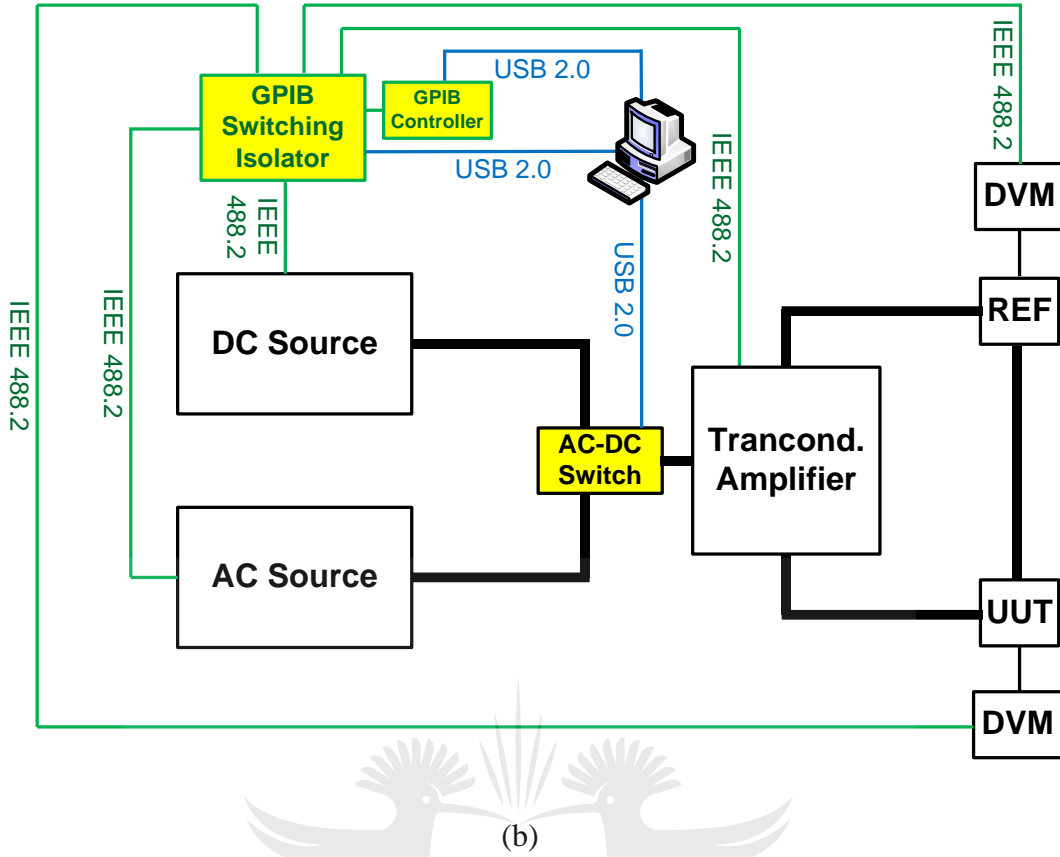 IEEE 488.2
USB 2.0
GPIB
Switching
Isolator
GPIB
Controller
USB 2.0
IEEE 488.2
DVM
IEEE
488.2
USB 2.0
REF
IEEE 488.2
IEEE 488.2
DC Source
Trancond.
Amplifier
AC-DC
Switch
AC Source
UUT
DVM
(b)